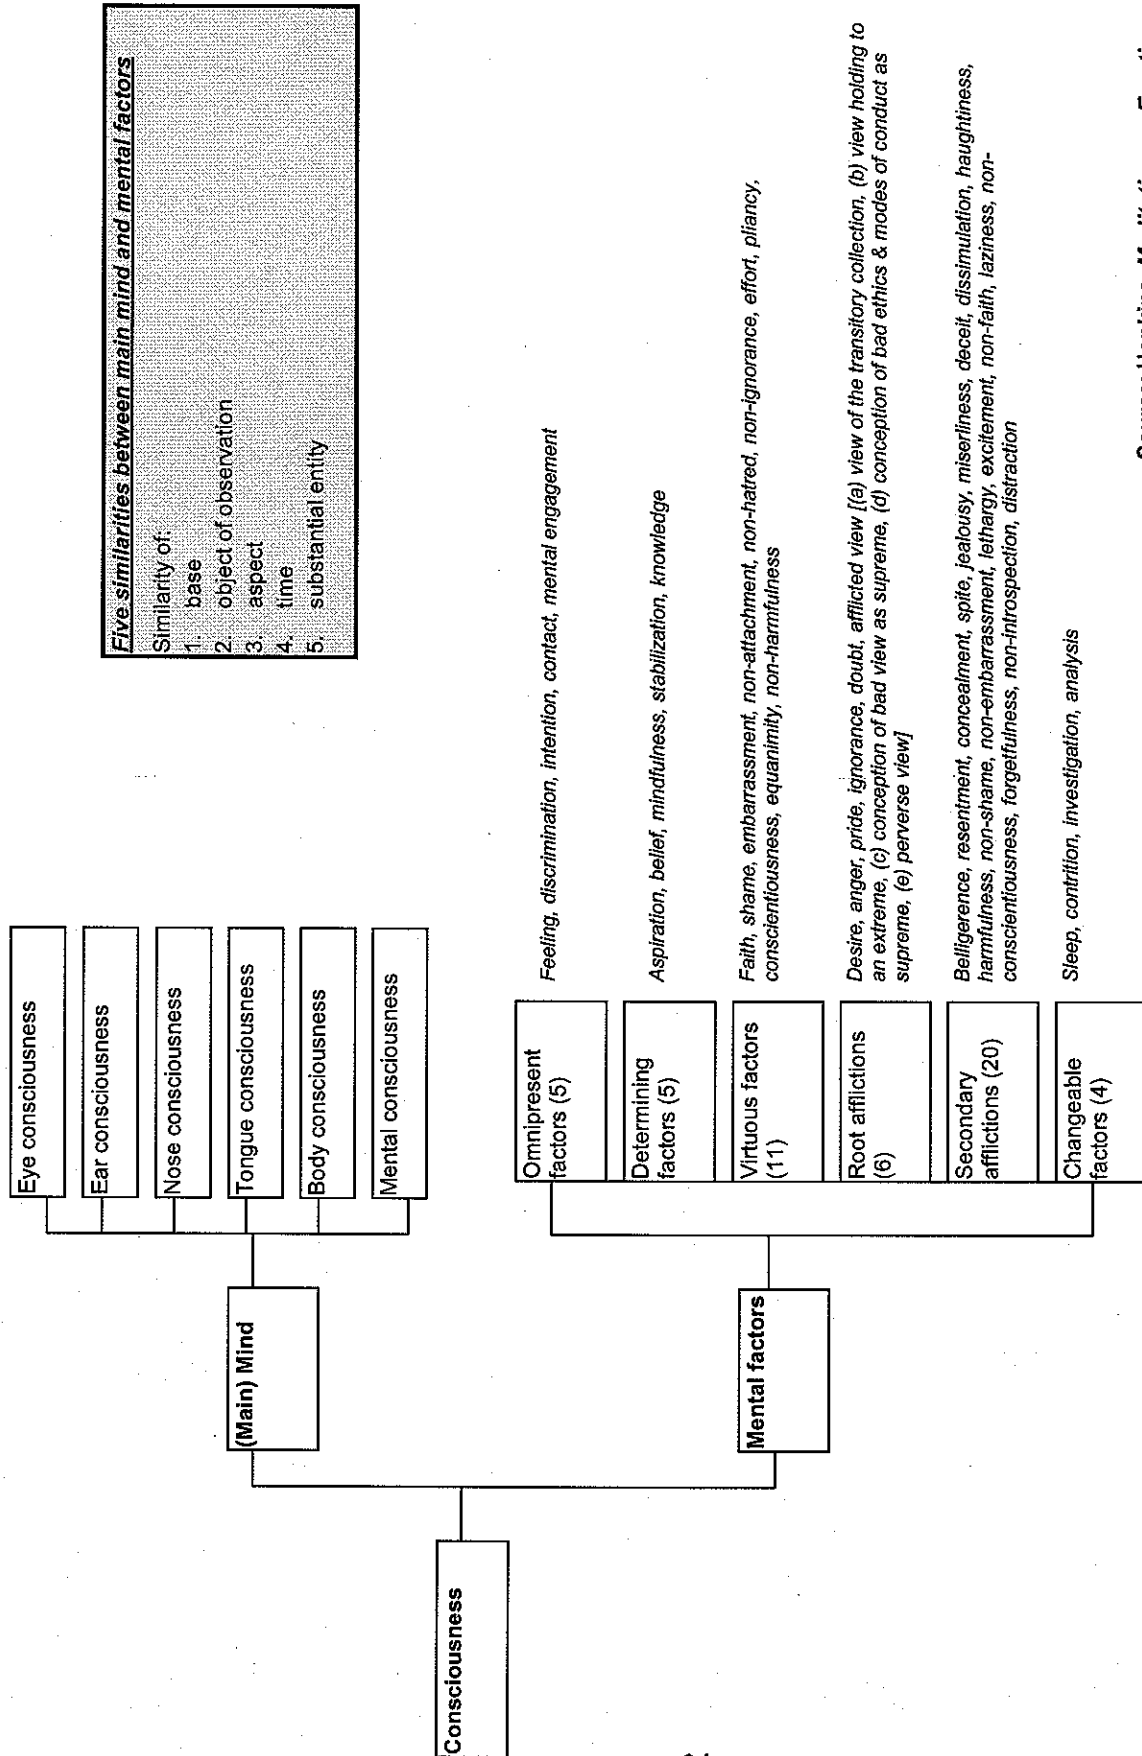 Consciousness
(Main) Mind
Eye consciousness
Ear consciousness
Nose consciousness
Tongue consciousness
Body consciousness
Mental consciousness
Five similarities between main mind and mental factors
Similarity of:
1. base
2. object of observation
3. aspect
4. time
5. substantial entity
Mental factors
Omnipresent
factors (5)
Feeling, discrimination, intention, contact, mental engagement
Determining
factors (5)
Aspiration, belief, mindfulness, stabilization, knowledge
Virtuous factors
(11)
Faith, shame, embarrassment, non-attachment, non-hatred, non-ignorance, effort, pliancy,
conscientiousness, equanimity, non-harmfulness
Root afflictions
(6)
Desire, anger, pride, ignorance, doubt, afflicted view [(a) view of the transitory collection, (b) view holding to
an extreme, (c) conception of bad view as supreme, (d) conception of bad ethics & modes of conduct as
supreme, (e) perverse view]
Secondary
afflictions (20)
Belligerence, resentment, concealment, spite, jealousy, miserliness, deceit, dissimulation, haughtiness,
harmfulness, non-shame, non-embarrassment, lethargy, excitement, non-faith, laziness, non-
conscientiousness, forgetfulness, non-introspection, distraction
Changeable
factors (4)
Sleep, contrition, investigation, analysis